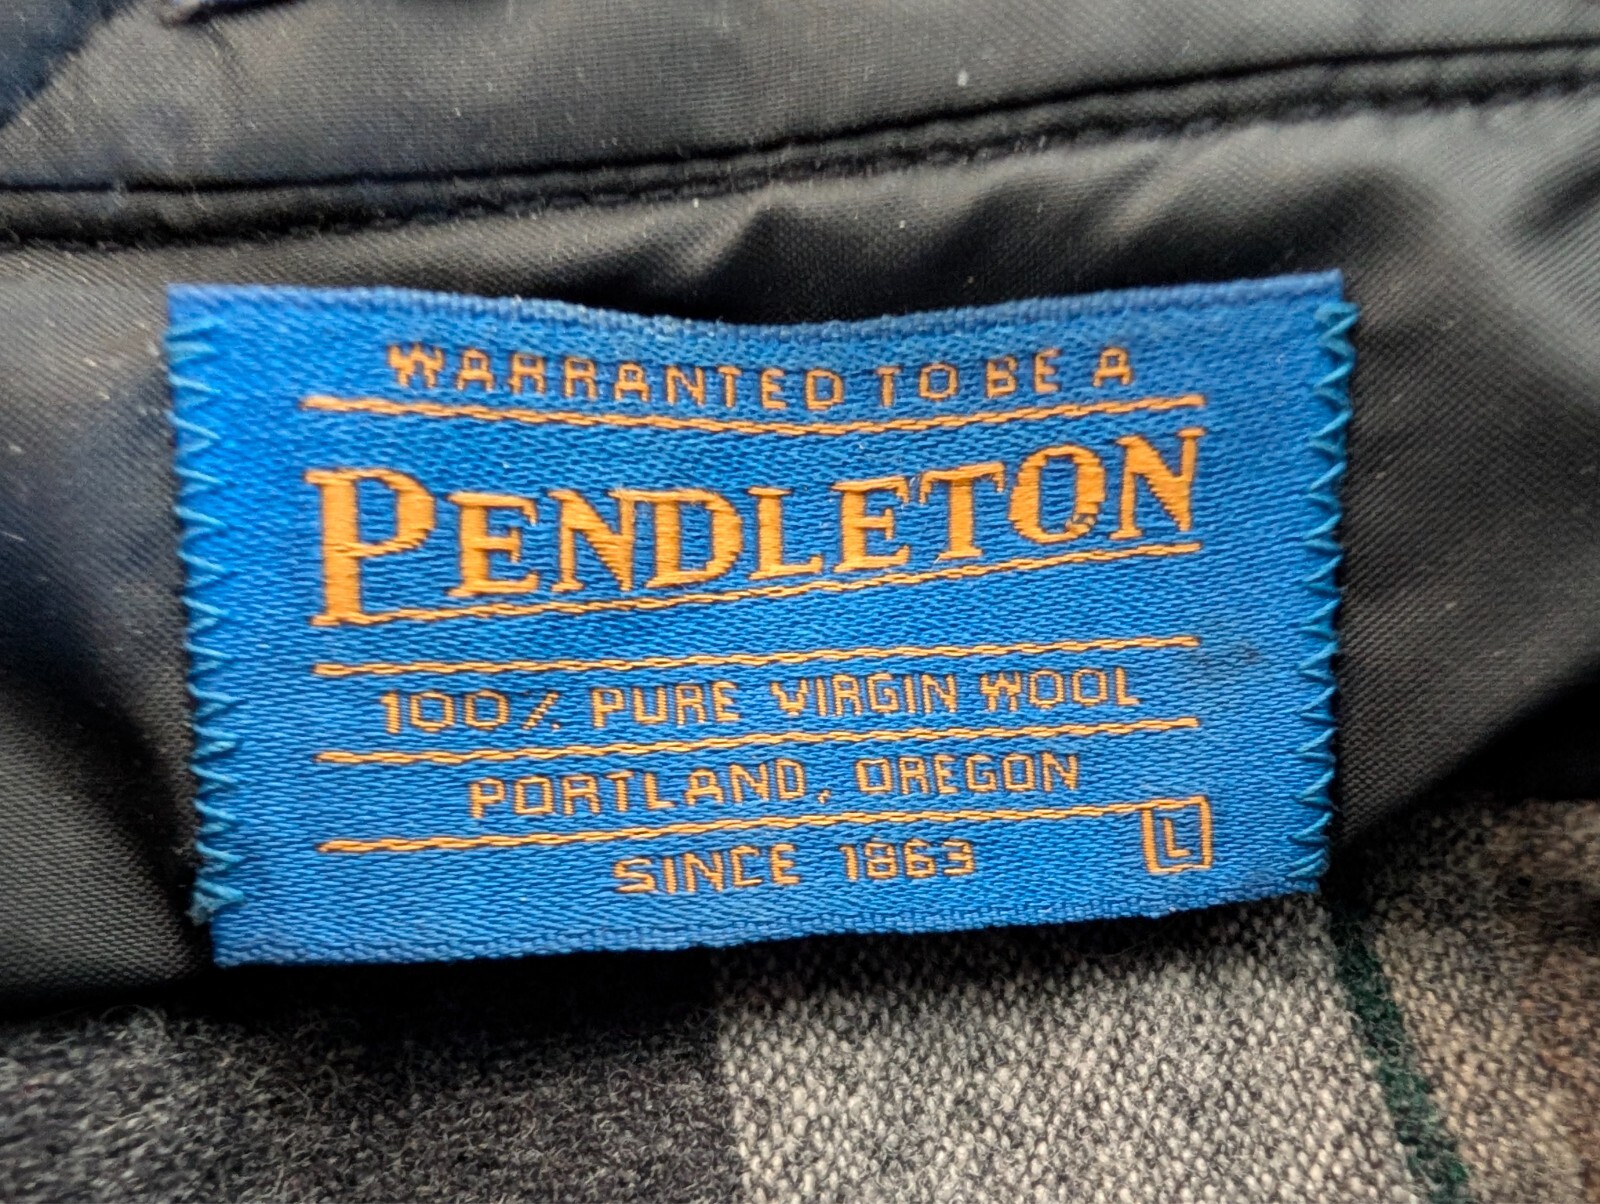 WARRANTED TO BE A
PENDLETON
100% PURE VIRGIN WOOL
PORTLAND, OREGON
SINCE 1863
L